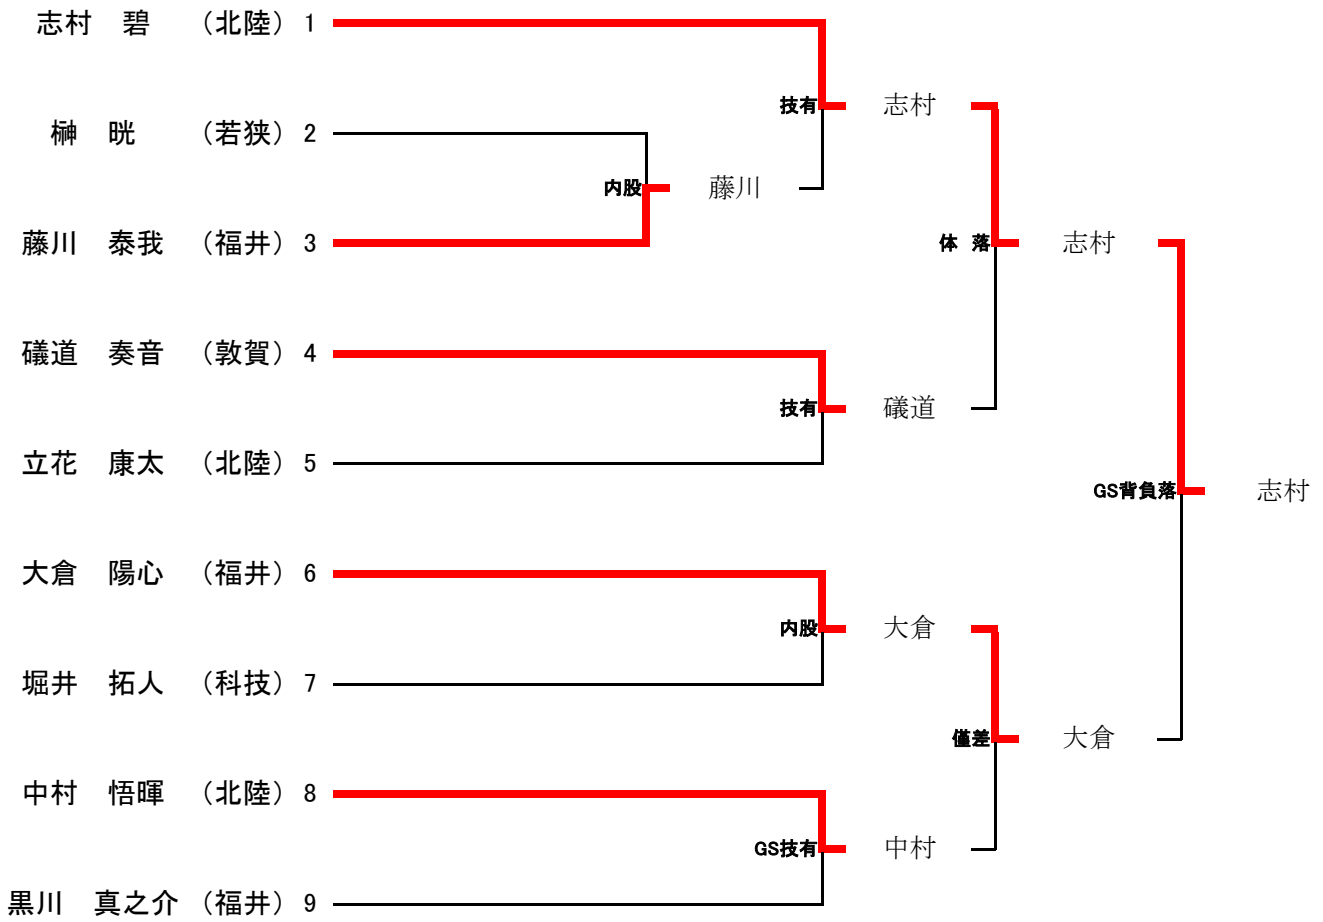 志村　碧　（北陸）　1
技有　志村
榊　晄　（若狭）　2
内股　藤川
藤川　泰我　（福井）　3
体 落　志村
礒道　奏音　（敦賀）　4
技有　礒道
立花　康太　（北陸）　5
GS背負落　志村
大倉　陽心　（福井）　6
内股　大倉
堀井　拓人　（科技）　7
僅差　大倉
中村　悟暉　（北陸）　8
GS技有　中村
黒川　真之介　（福井）　9